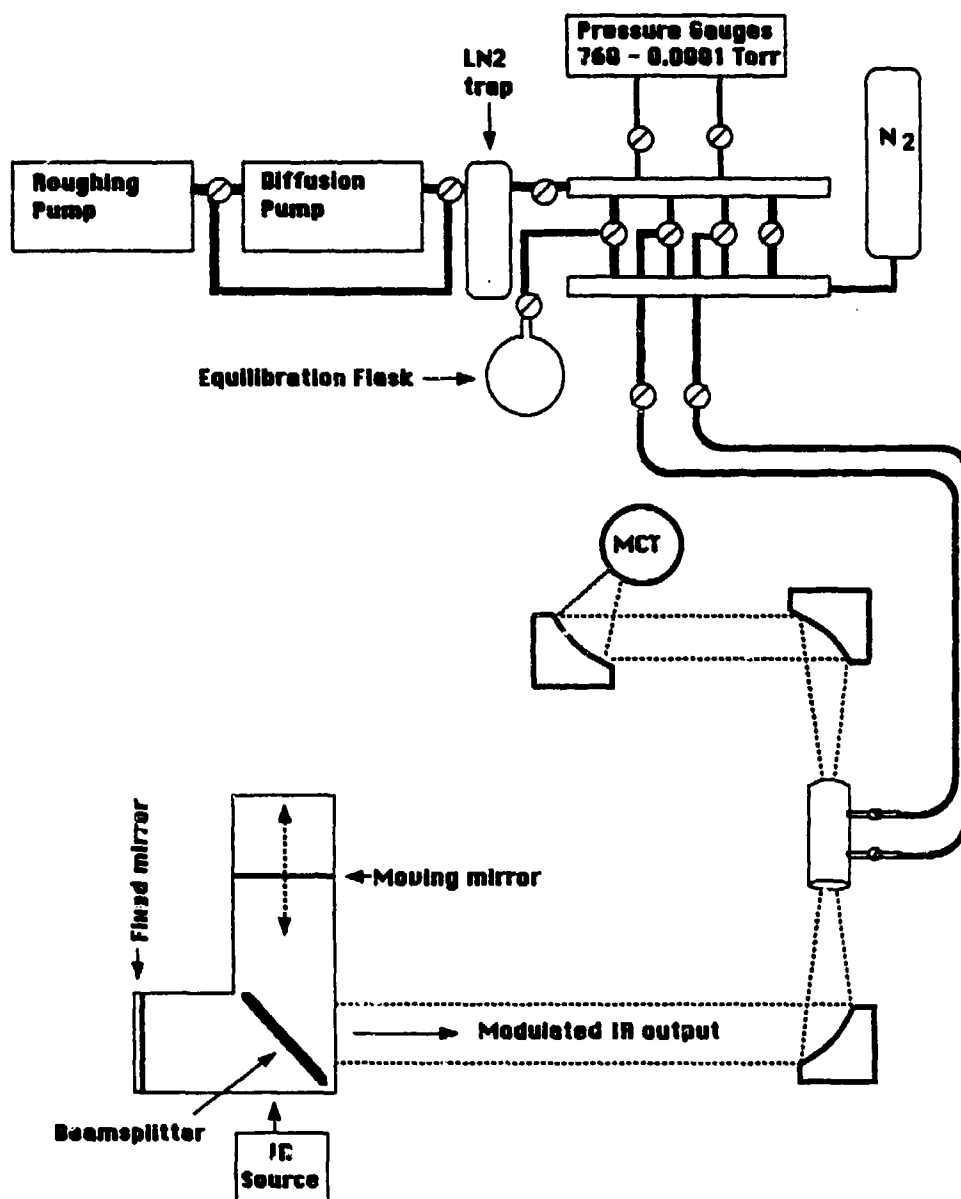 Pressure Gauges
760 - 0.0001 Torr
LN2
trap
N2
Roughing
Pump
Diffusion
Pump
Equilibration Flask
MCT
Fixed mirror
Moving mirror
Modulated IR output
Beamsplitter
IR
Source